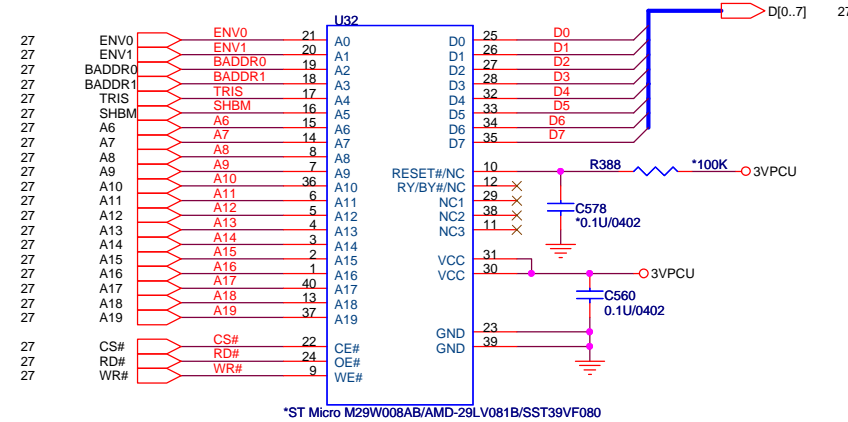 D[0..7] 27
U32
27 ENV0 ENV0 21 A0 D0 25 D0
27 ENV1 ENV1 20 A1 D1 26 D1
27 BADDR0 BADDR0 19 A2 D2 27 D2
27 BADDR1 BADDR1 18 A3 D3 28 D3
27 TRIS TRIS 17 A4 D4 32 D4
27 SHBM SHBM 16 A5 D5 33 D5
27 A6 A6 15 A6 D6 34 D6
27 A7 A7 14 A7 D7 35 D7
27 A8 A8 8 A8
27 A9 A9 7 A9 RESET#/NC 10 R388 *100K 3VPCU
27 A10 A10 36 A10 RY/BY#/NC 12
27 A11 A11 6 A11 NC1 29
27 A12 A12 5 A12 NC2 38 C578
27 A13 A13 4 A13 NC3 11 *0.1U/0402
27 A14 A14 3 A14
27 A15 A15 2 A15 VCC 31
27 A16 A16 1 A16 VCC 30 3VPCU
27 A17 A17 40 A17
27 A18 A18 13 A18 C560
27 A19 A19 37 A19 0.1U/0402
GND 23
27 CS# CS# 22 CE# GND 39
27 RD# RD# 24 OE#
27 WR# WR# 9 WE#
*ST Micro M29W008AB/AMD-29LV081B/SST39VF080